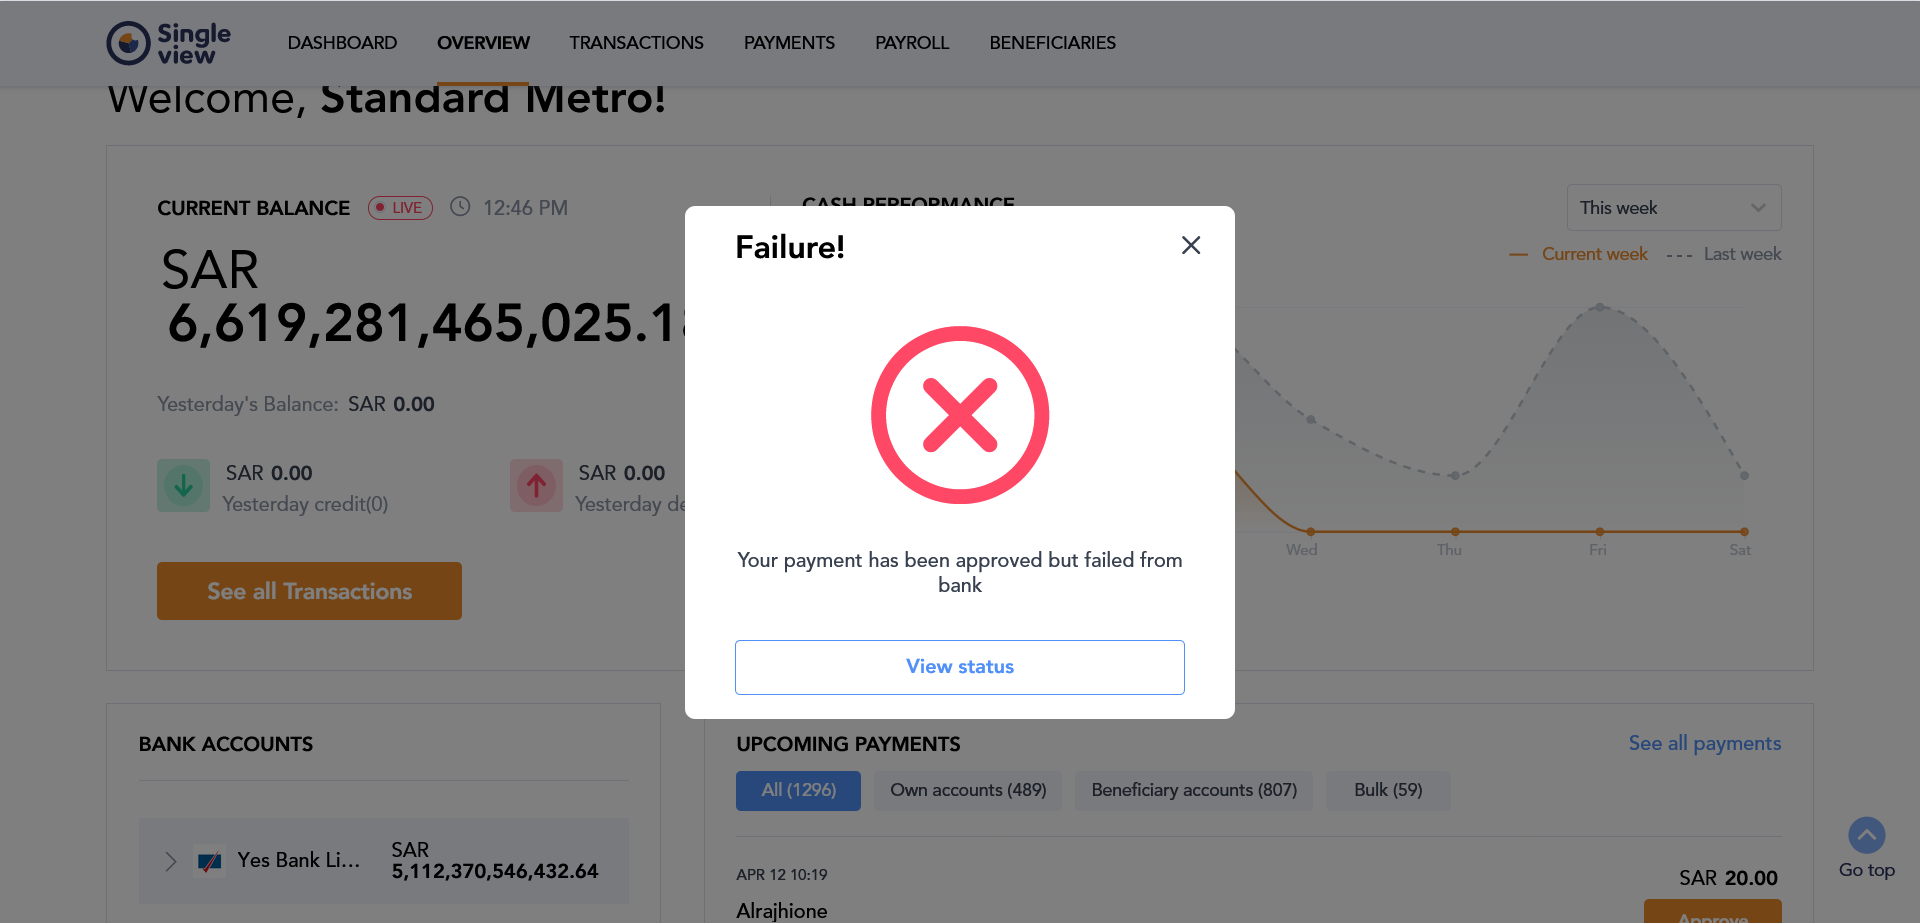 Single
view
DASHBOARD
OVERVIEW
TRANSACTIONS
PAYMENTS
PAYROLL
BENEFICIARIES
Welcome, Standard Metro!
CURRENT BALANCE
LIVE
12:46 PM
SAR
6,619,281,465,025.18
Yesterday's Balance: SAR 0.00
SAR 0.00
Yesterday credit(0)
SAR 0.00
Yesterday de
See all Transactions
CASH PERFORMANCE
This week
Current week
Last week
Wed
Thu
Fri
Sat
Failure!
Your payment has been approved but failed from
bank
View status
BANK ACCOUNTS
Yes Bank Li...
SAR
5,112,370,546,432.64
UPCOMING PAYMENTS
See all payments
All (1296)
Own accounts (489)
Beneficiary accounts (807)
Bulk (59)
APR 12 10:19
Alrajhione
SAR 20.00
Approve
Go top